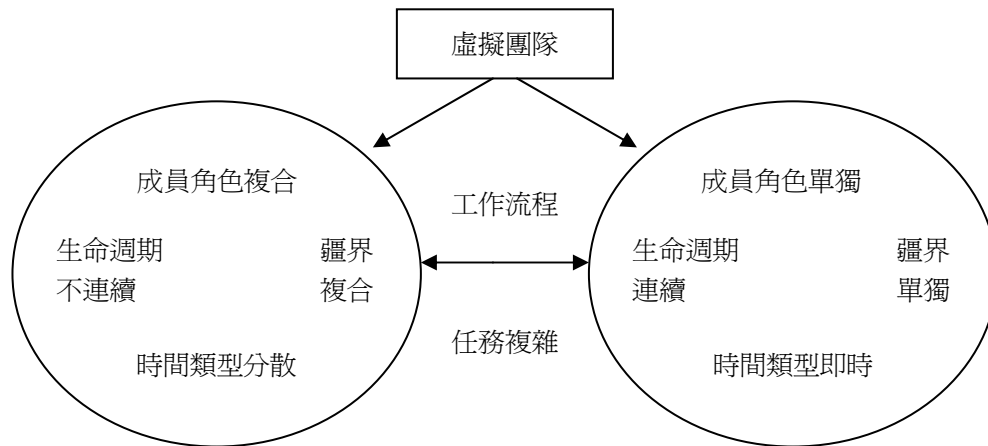 虛擬團隊
成員角色複合
生命週期
不連續
疆界
複合
時間類型分散
工作流程
任務複雜
成員角色單獨
生命週期
連續
疆界
單獨
時間類型即時